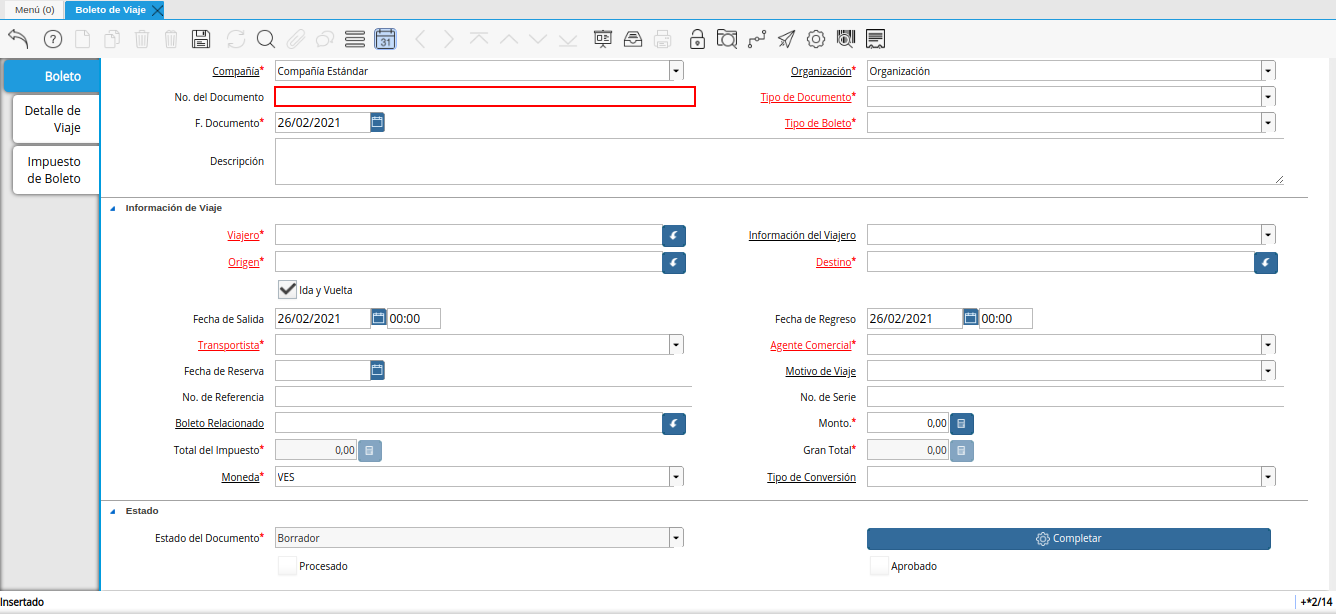 Menú (0)
Boleto de Viaje
31
Boleto
Detalle de
Viaje
Impuesto
de Boleto
Compañía* Compañía Estándar Organización* Organización
No. del Documento Tipo de Documento*
F. Documento* 26/02/2021 Tipo de Boleto*
Descripción
Información de Viaje
Viajero* Información del Viajero
Origen* Destino*
Ida y Vuelta
Fecha de Salida 26/02/2021 00:00 Fecha de Regreso 26/02/2021 00:00
Transportista* Agente Comercial*
Fecha de Reserva Motivo de Viaje
No. de Referencia No. de Serie
Boleto Relacionado Monto.* 0,00
Total del Impuesto* 0,00 Gran Total* 0,00
Moneda* VES Tipo de Conversión
Estado
Estado del Documento* Borrador Completar
Procesado Aprobado
Insertado +*2/14